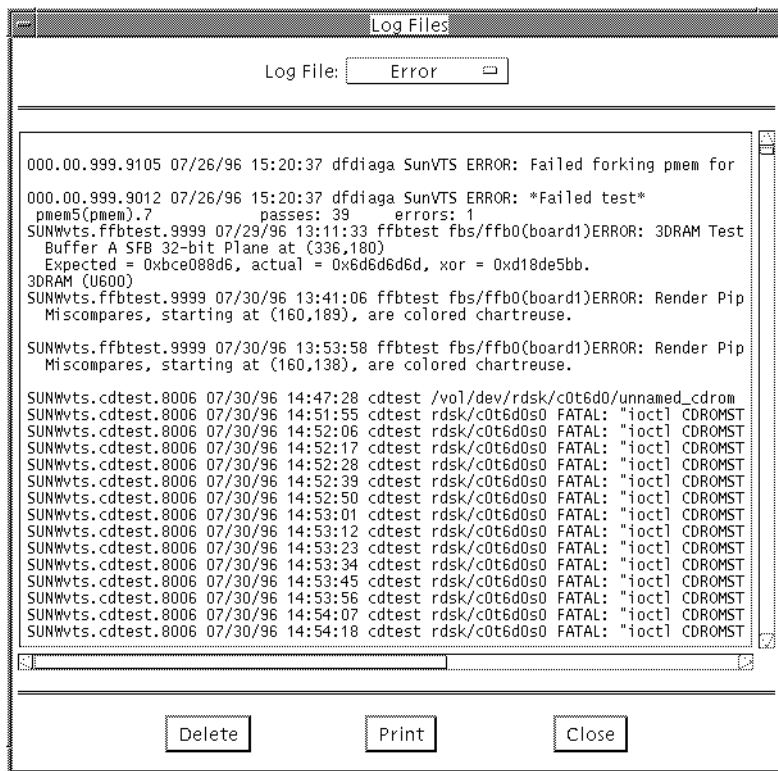 Log Files
Log File: Error
000.00.999.9105 07/26/96 15:20:37 dfdiaga SunVTS ERROR: Failed forking pmem for
000.00.999.9012 07/26/96 15:20:37 dfdiaga SunVTS ERROR: *Failed test*
pmem5(pmem).7 passes: 39 errors: 1
SUNWvts.ffbtest.9999 07/29/96 13:11:33 ffbtest fbs/ffb0(board1)ERROR: 3DRAM Test
Buffer A SFB 32-bit Plane at (336,180)
Expected = 0xbce088d6, actual = 0x6d6d6d6d, xor = 0xd18de5bb.
3DRAM (U600)
SUNWvts.ffbtest.9999 07/30/96 13:41:06 ffbtest fbs/ffb0(board1)ERROR: Render Pip
Miscompares, starting at (160,189), are colored chartreuse.
SUNWvts.ffbtest.9999 07/30/96 13:53:58 ffbtest fbs/ffb0(board1)ERROR: Render Pip
Miscompares, starting at (160,138), are colored chartreuse.
SUNWvts.cdtest.8006 07/30/96 14:47:28 cdtest /vol/dev/rdsk/c0t6d0/unnamed_cdrom
SUNWvts.cdtest.8006 07/30/96 14:51:55 cdtest rdsk/c0t6d0s0 FATAL: "ioctl CDROMST
SUNWvts.cdtest.8006 07/30/96 14:52:06 cdtest rdsk/c0t6d0s0 FATAL: "ioctl CDROMST
SUNWvts.cdtest.8006 07/30/96 14:52:17 cdtest rdsk/c0t6d0s0 FATAL: "ioctl CDROMST
SUNWvts.cdtest.8006 07/30/96 14:52:28 cdtest rdsk/c0t6d0s0 FATAL: "ioctl CDROMST
SUNWvts.cdtest.8006 07/30/96 14:52:39 cdtest rdsk/c0t6d0s0 FATAL: "ioctl CDROMST
SUNWvts.cdtest.8006 07/30/96 14:52:50 cdtest rdsk/c0t6d0s0 FATAL: "ioctl CDROMST
SUNWvts.cdtest.8006 07/30/96 14:53:01 cdtest rdsk/c0t6d0s0 FATAL: "ioctl CDROMST
SUNWvts.cdtest.8006 07/30/96 14:53:12 cdtest rdsk/c0t6d0s0 FATAL: "ioctl CDROMST
SUNWvts.cdtest.8006 07/30/96 14:53:23 cdtest rdsk/c0t6d0s0 FATAL: "ioctl CDROMST
SUNWvts.cdtest.8006 07/30/96 14:53:34 cdtest rdsk/c0t6d0s0 FATAL: "ioctl CDROMST
SUNWvts.cdtest.8006 07/30/96 14:53:45 cdtest rdsk/c0t6d0s0 FATAL: "ioctl CDROMST
SUNWvts.cdtest.8006 07/30/96 14:53:56 cdtest rdsk/c0t6d0s0 FATAL: "ioctl CDROMST
SUNWvts.cdtest.8006 07/30/96 14:54:07 cdtest rdsk/c0t6d0s0 FATAL: "ioctl CDROMST
SUNWvts.cdtest.8006 07/30/96 14:54:18 cdtest rdsk/c0t6d0s0 FATAL: "ioctl CDROMST
Delete Print Close